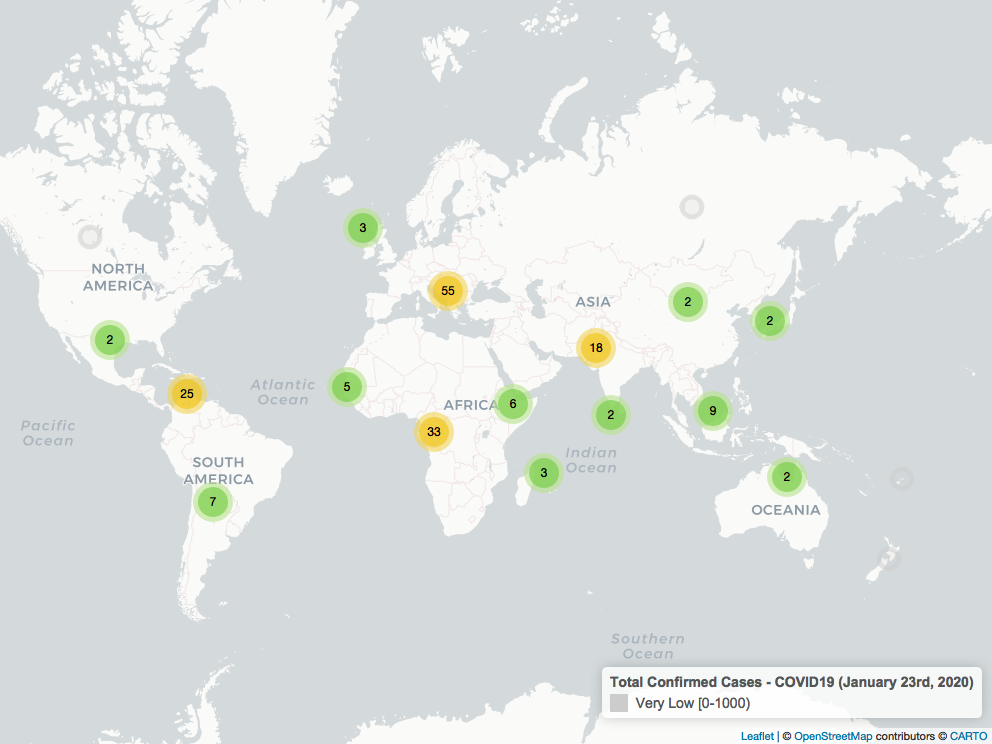 3
55
NORTH
AMERICA
ASIA
2
2
2
18
25
Atlantic
Ocean
5
AFRICA
6
2
9
Pacific
Ocean
33
Indian
Ocean
SOUTH
AMERICA
3
2
7
OCEANIA
Southern
Ocean
Total Confirmed Cases - COVID19 (January 23rd, 2020)
Very Low [0-1000)
Leaflet | © OpenStreetMap contributors © CARTO